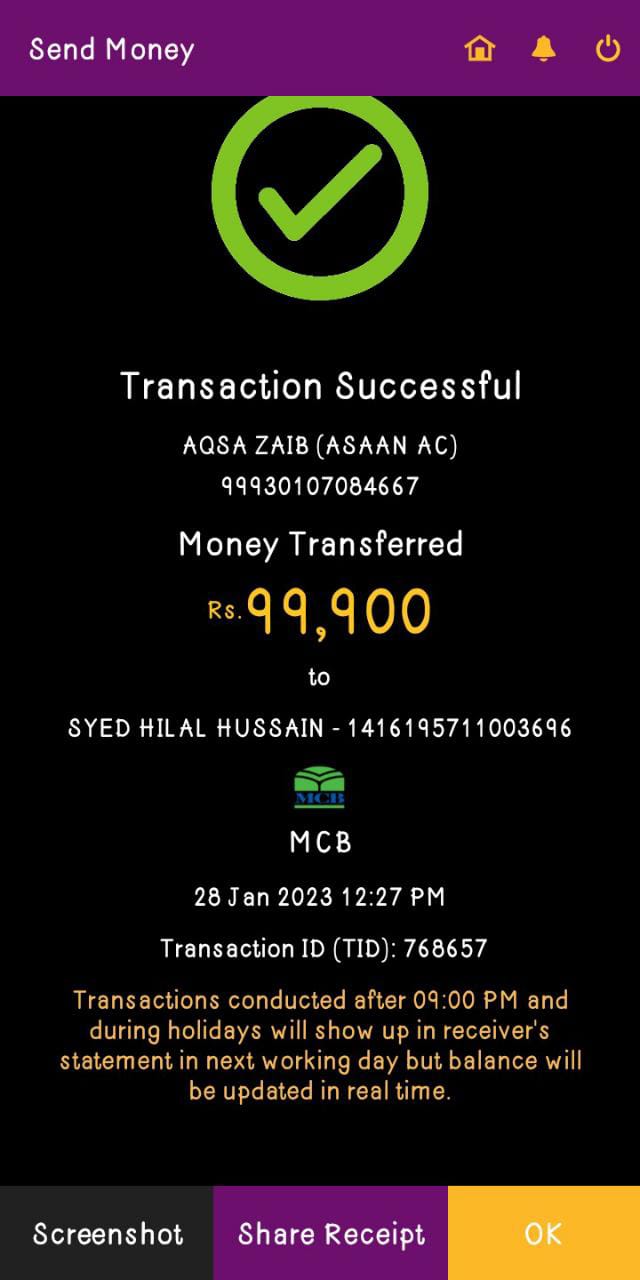 Send Money
Transaction Successful
AQSA ZAIB (ASAAN AC)
99930107084667
Money Transferred
Rs.99,900
to
SYED HILAL HUSSAIN - 1416195711003696
MCB
MCB
28 Jan 2023 12:27 PM
Transaction ID (TID): 768657
Transactions conducted after 09:00 PM and
during holidays will show up in receiver's
statement in next working day but balance will
be updated in real time.
Screenshot
Share Receipt
OK